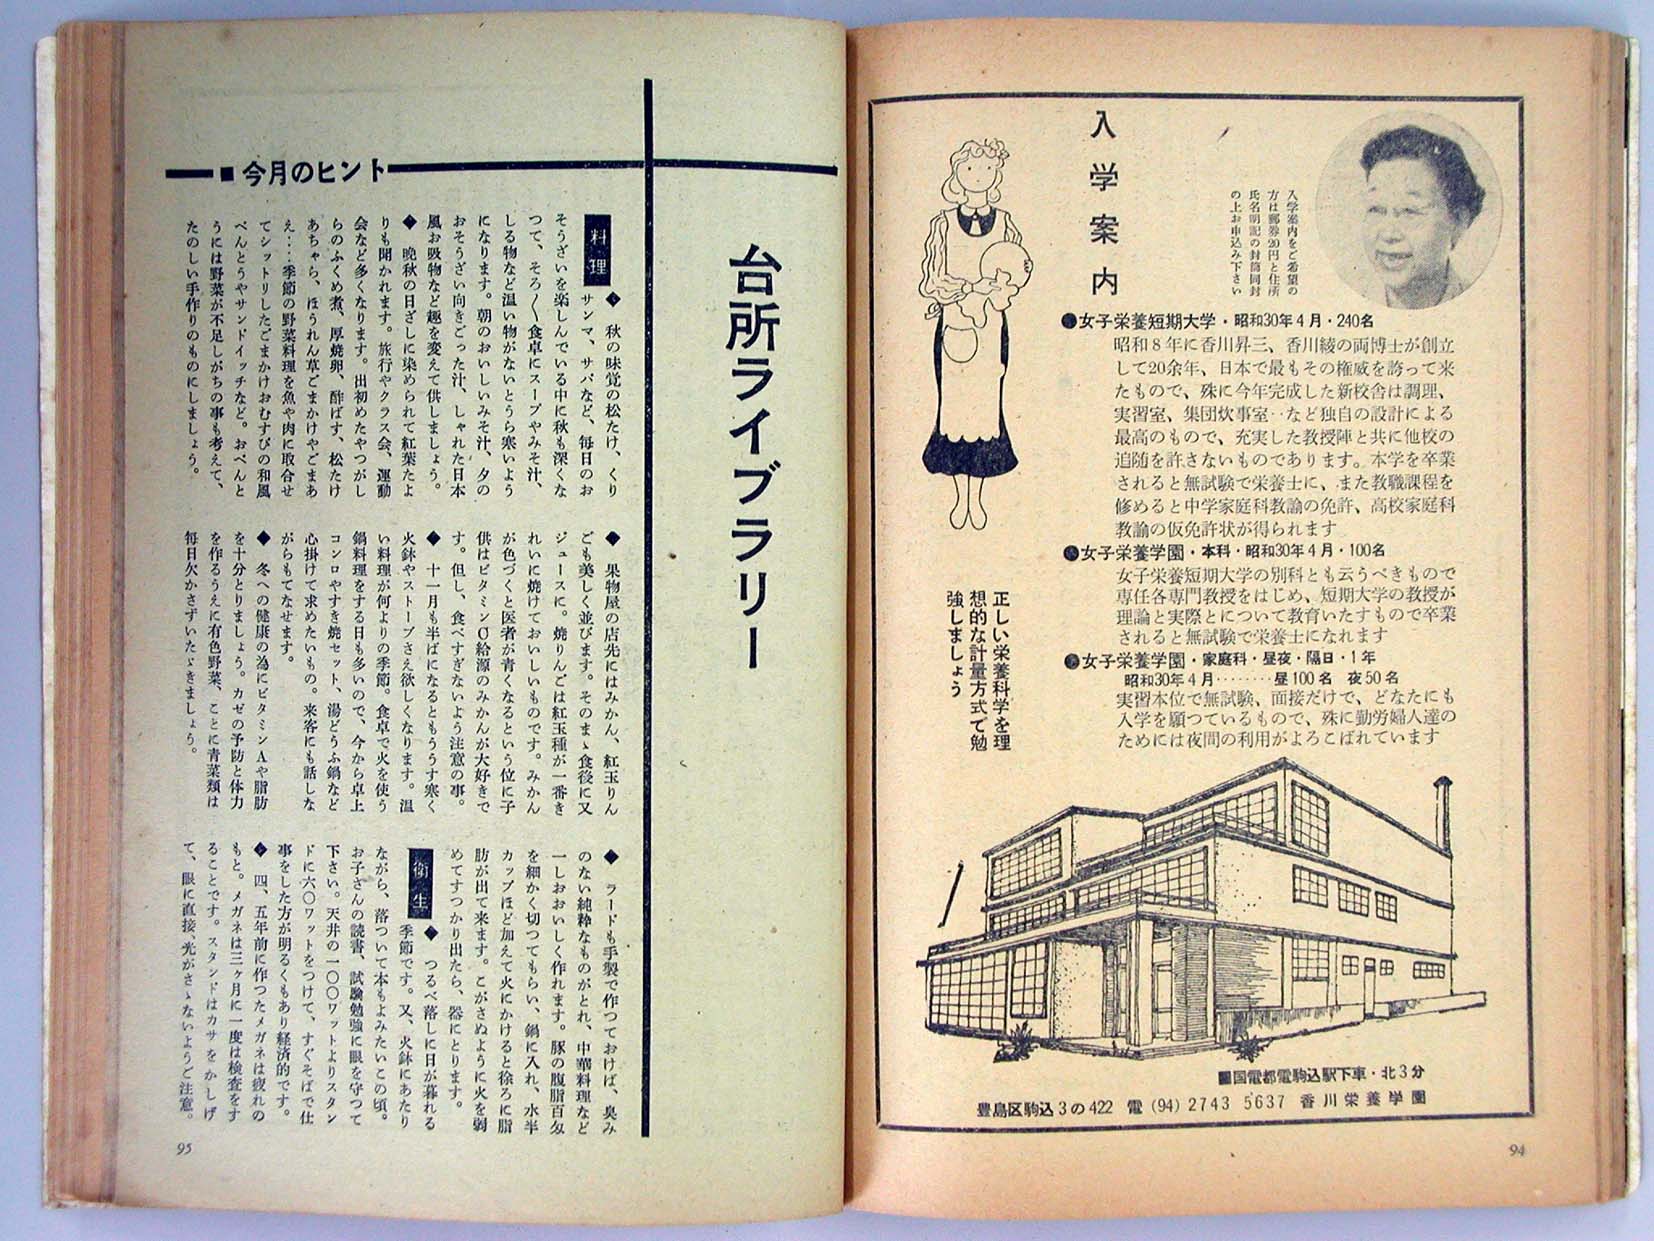 入学案内
入学案内をご希望の
方は郵券20円と住所
氏名明記の封筒同封
の上お申込み下さい
●女子栄養短期大学・昭和30年4月・240名
昭和8年に香川昇三、香川綾の両博士が創立
して20余年、日本で最もその権威を誇って来
たもので、殊に今年完成した新校舎は調理、
実習室、集団炊事室‥など独自の設計による
最高のもので、充実した教授陣と共に他校の
追随を許さないものであります。本学を卒業
されると無試験で栄養士に、また教職課程を
修めると中学家庭科教諭の免許、高校家庭科
教諭の仮免許状が得られます
●女子栄養学園・本科・昭和30年4月・100名
女子栄養短期大学の別科とも云うべきもので
専任各専門教授をはじめ、短期大学の教授が
理論と実際とについて教育いたすもので卒業
されると無試験で栄養士になれます
●女子栄養学園・家庭科・昼夜・隔日・1年
昭和30年4月‥‥‥‥昼100名 夜50名
実習本位で無試験、面接だけで、どなたにも
入学を願つているもので、殊に勤労婦人達の
ためには夜間の利用がよろこばれています
正しい栄養科学を理
想的な計量方式で勉
強しましょう
■国電都電駒込駅下車・北3分
豊島区駒込3の422 電(94)2743 5637 香川栄養学園
94
台所ライブラリー
■今月のヒント
料理
◆ 秋の味覚の松たけ、くり
サンマ、サバなど、毎日のお
そうざいを楽しんでいる中に秋も深くな
つて、そろ〱食卓にスープやみそ汁、
しる物など温い物がないとうら寒いよう
になります。朝のおいしいみそ汁、夕の
おそうざい向きごった汁、しゃれた日本
風お吸物など趣を変えて供しましょう。
◆ 晩秋の日ざしに染められて紅葉たよ
りも聞かれます。旅行やクラス会、運動
会など多くなります。出初めたやつがし
らのふくめ煮、厚焼卵、酢ばす、松たけ
あちゃら、ほうれん草ごまかけやごまあ
え…季節の野菜料理を魚や肉に取合せ
てシットリしたごまかけおむすびの和風
べんとうやサンドイッチなど。おべんと
うには野菜が不足しがちの事も考えて、
たのしい手作りのものにしましょう。
◆ 果物屋の店先にはみかん、紅玉りん
ども美しく並びます。そのまゝ食後に又
ジュースに。焼りんごは紅玉種が一番き
れいに焼けておいしいものです。みかん
が色づくと医者が青くなるという位に子
供はビタミンC給源のみかんが大好きで
す。但し、食べすぎないよう注意の事。
◆ 十一月も半ばになるともうす寒く
火鉢やストーブさえ欲しくなります。温
い料理が何よりの季節。食卓で火を使う
鍋料理をする日も多いので、今から卓上
コンロやすき焼セット、湯どうふ鍋など
心掛けて求めたいもの。来客にも話しな
がらもてなせます。
◆ 冬への健康の為にビタミンAや脂肪
を十分とりましょう。カゼの予防と体力
を作るうえに有色野菜、ことに青菜類は
毎日欠かさずいたゞきましょう。
◆ ラードも手製で作つておけば、臭み
のない純粋なものがとれ、中華料理など
一しおおいしく作れます。豚の腹脂百匁
を細かく切つてもらい、鍋に入れ、水半
カップほど加えて火にかけると徐ろに脂
肪が出て来ます。こがさぬように火を弱
めてすつかり出たら、器にとります。
衛生
◆ つるべ落しに日が暮れる
季節です。又、火鉢にあたり
ながら、落ついて本もよみたいこの頃。
お子さんの読書、試験勉強に眼を守つて
下さい。天井の一〇〇ワットよりスタン
ドに六〇ワットをつけて、すぐそばで仕
事をした方が明るくもあり経済的です。
◆ 四、五年前に作つたメガネは疲れの
もと。メガネは三ヶ月に一度は検査をす
ることです。スタンドはカサをかしげ
て、眼に直接、光がさゝないようご注意。
95